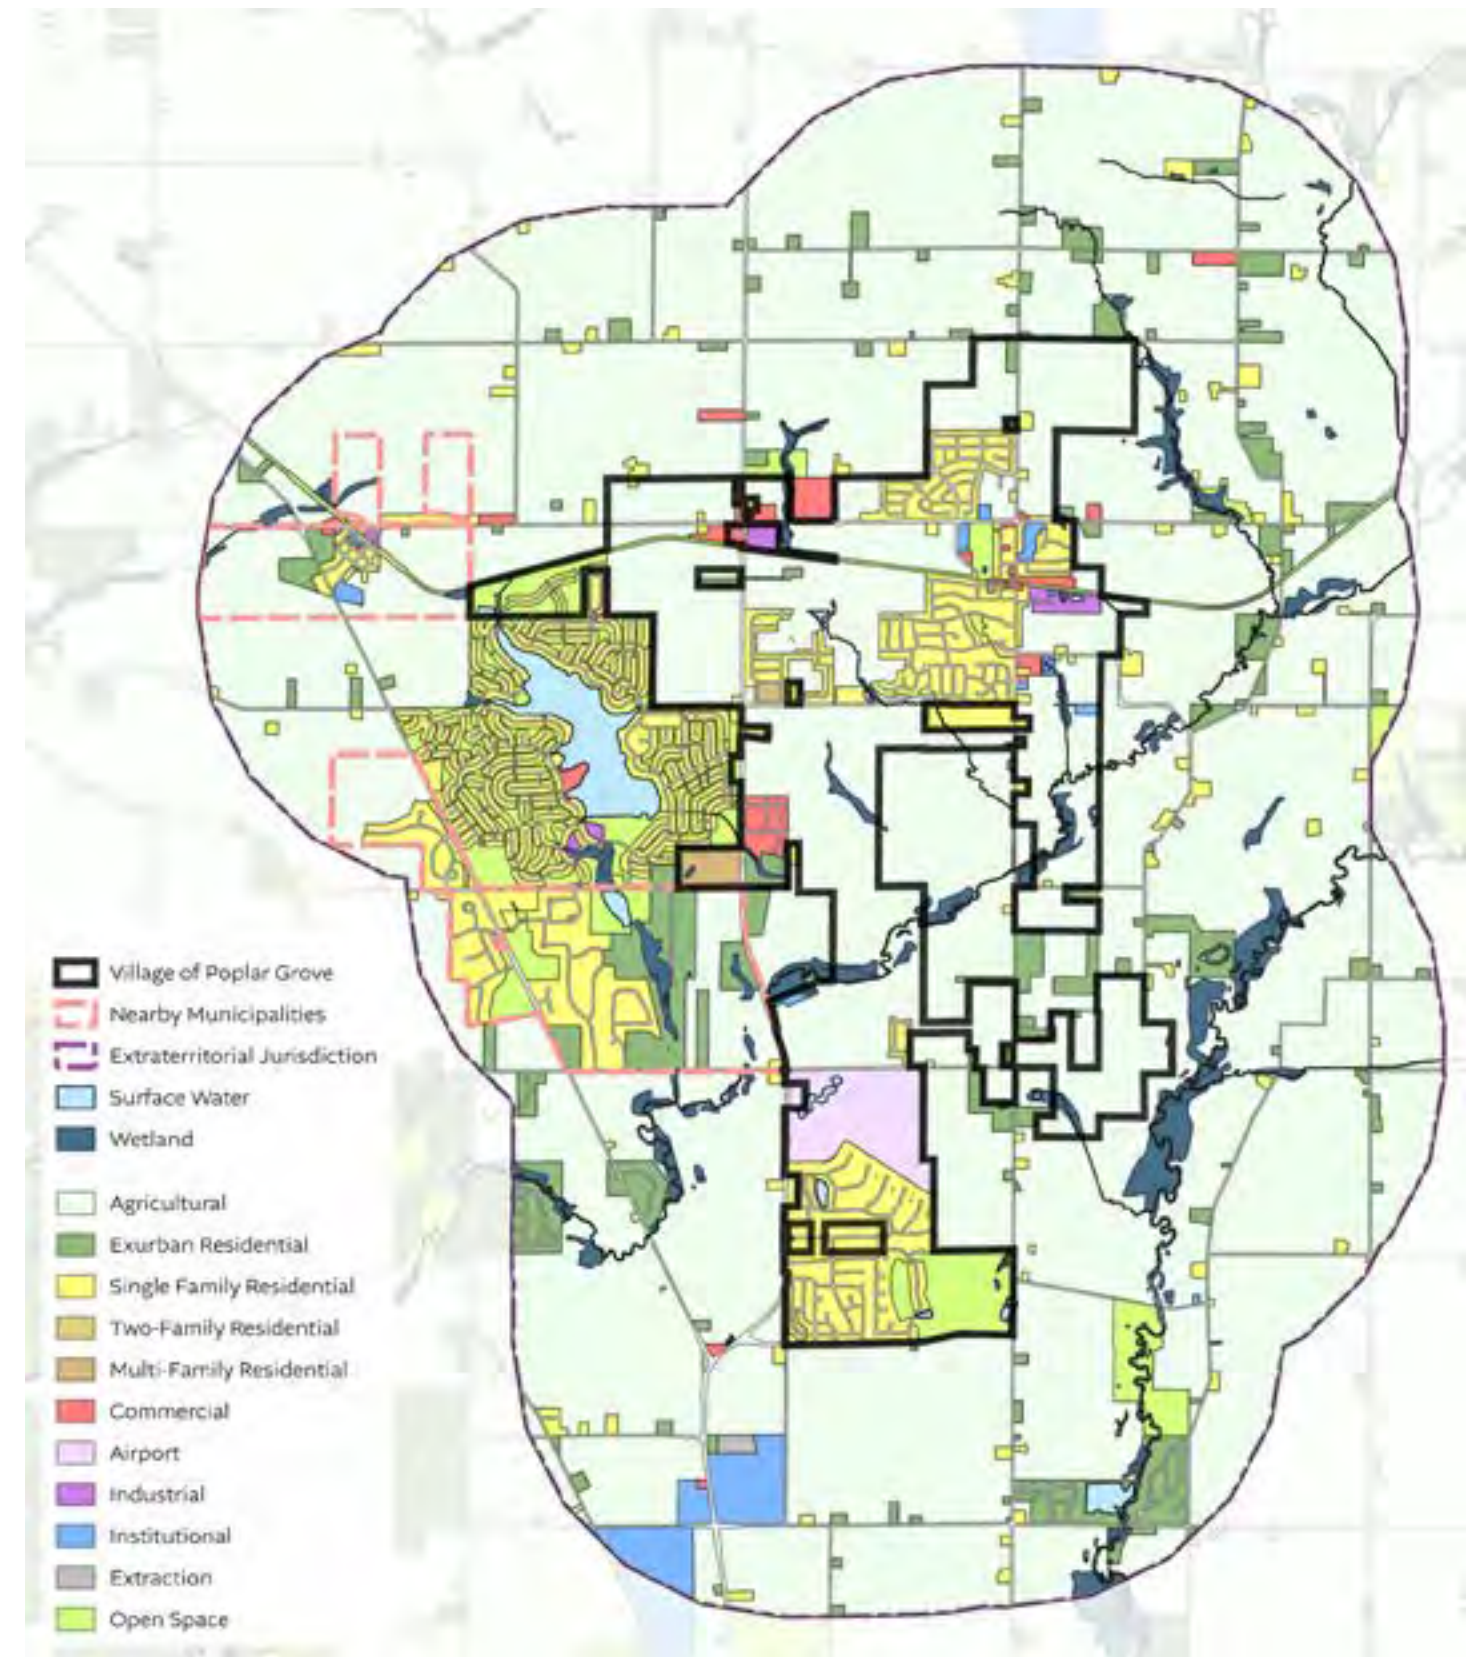 Village of Poplar Grove
Nearby Municipalities
Extraterritorial Jurisdiction
Surface Water
Wetland
Agricultural
Exurban Residential
Single Family Residential
Two-Family Residential
Multi-Family Residential
Commercial
Airport
Industrial
Institutional
Extraction
Open Space